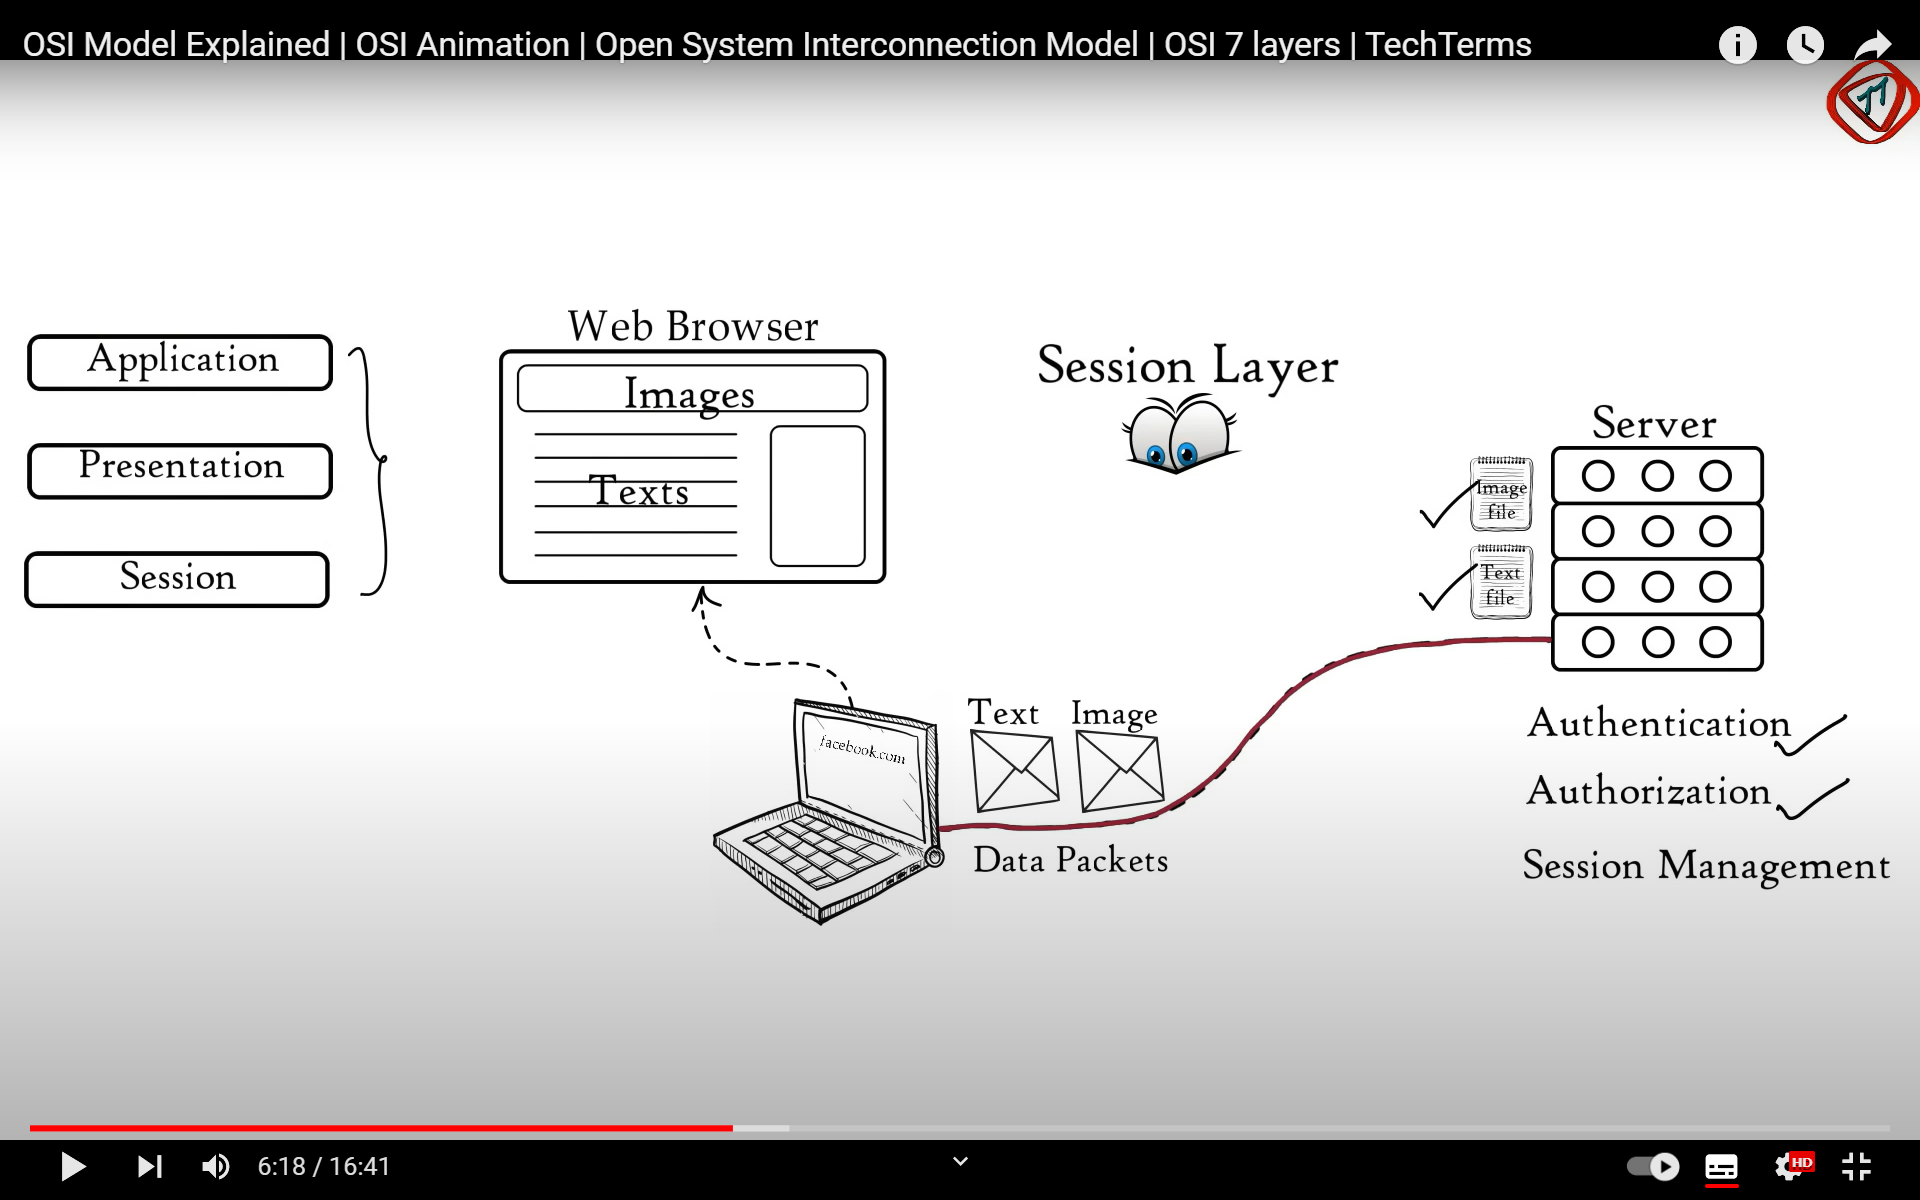 OSI Model Explained | OSI Animation | Open System Interconnection Model | OSI 7 layers | TechTerms
Application
Presentation
Session
Web Browser
Images
Texts
Session Layer
Server
Image
file
Text
file
facebook.com
Text
Image
Data Packets
Authentication
Authorization
Session Management
6:18 / 16:41
HD